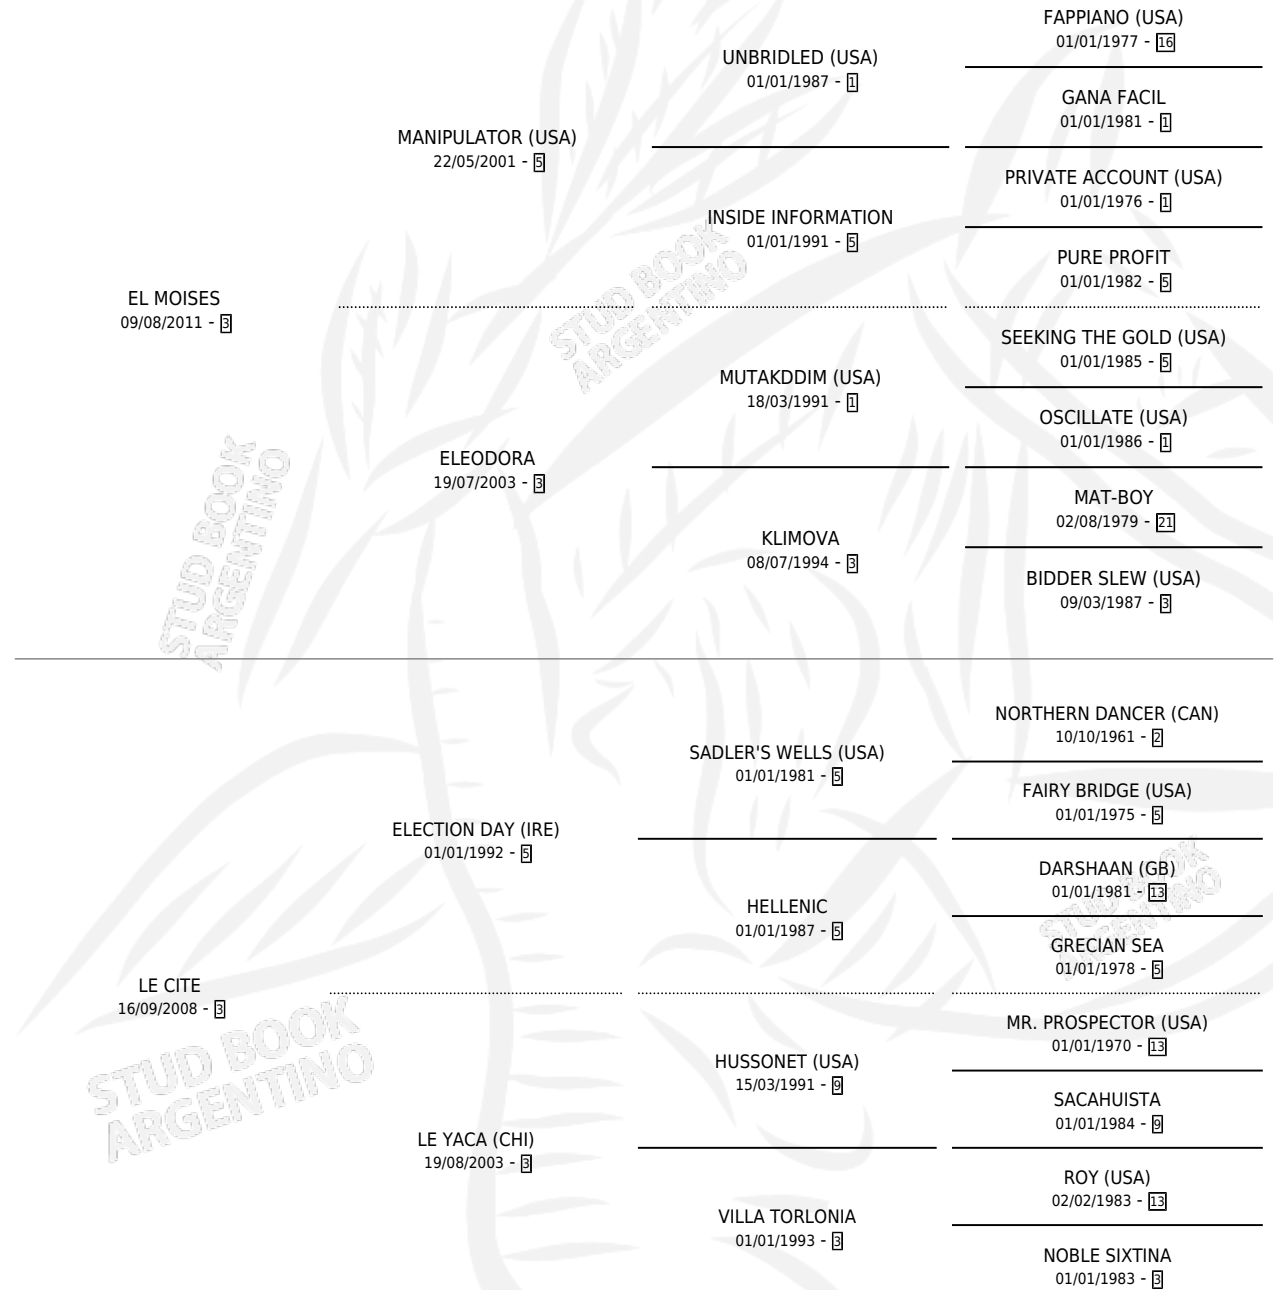 FAPPIANO (USA)
01/01/1977 - 16
UNBRIDLED (USA)
01/01/1987 - 1
GANA FACIL
01/01/1981 - 1
MANIPULATOR (USA)
22/05/2001 - 5
PRIVATE ACCOUNT (USA)
01/01/1976 - 1
INSIDE INFORMATION
01/01/1991 - 5
PURE PROFIT
01/01/1982 - 5
EL MOISES
09/08/2011 - 3
STUD BOOK
ARGENTINO
SEEKING THE GOLD (USA)
01/01/1985 - 5
MUTAKDDIM (USA)
18/03/1991 - 1
OSCILLATE (USA)
01/01/1986 - 1
ELEODORA
19/07/2003 - 3
MAT-BOY
02/08/1979 - 21
KLIMOVA
08/07/1994 - 3
BIDDER SLEW (USA)
09/03/1987 - 3
STUD BOOK
ARGENTINO
NORTHERN DANCER (CAN)
10/10/1961 - 2
SADLER'S WELLS (USA)
01/01/1981 - 5
FAIRY BRIDGE (USA)
01/01/1975 - 5
ELECTION DAY (IRE)
01/01/1992 - 5
DARSHAAN (GB)
01/01/1981 - 13
HELLENIC
01/01/1987 - 5
STUD BOOK
ARGENTINO
GRECIAN SEA
01/01/1978 - 5
LE CITE
16/09/2008 - 3
STUD BOOK
ARGENTINO
MR. PROSPECTOR (USA)
01/01/1970 - 13
HUSSONET (USA)
15/03/1991 - 9
SACAHUISTA
01/01/1984 - 9
LE YACA (CHI)
19/08/2003 - 3
ROY (USA)
02/02/1983 - 13
VILLA TORLONIA
01/01/1993 - 3
NOBLE SIXTINA
01/01/1983 - 3